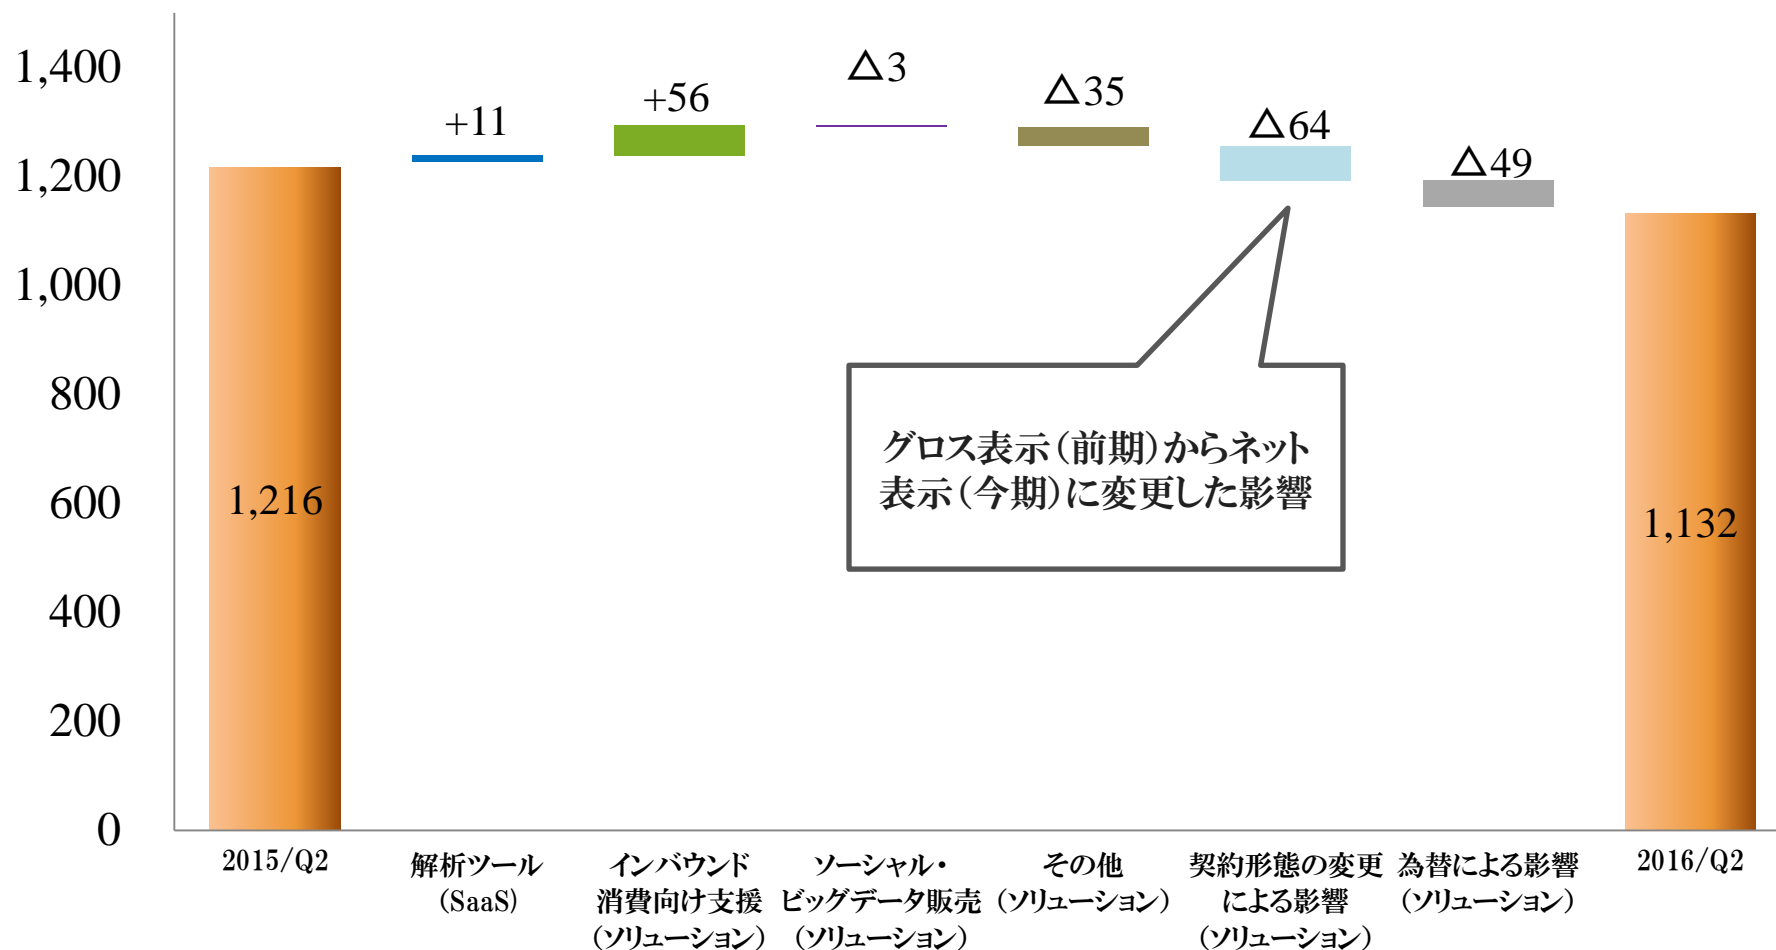 1,400
1,200
1,000
800
600
400
200
0
+11
+56
△3
△35
△64
△49
1,216
1,132
グロス表示（前期）からネット
表示（今期）に変更した影響
2015/Q2
解析ツール
（SaaS）
インバウンド
消費向け支援
（ソリューション）
ソーシャル・
ビッグデータ販売
（ソリューション）
その他
（ソリューション）
契約形態の変更
による影響
（ソリューション）
為替による影響
（ソリューション）
2016/Q2